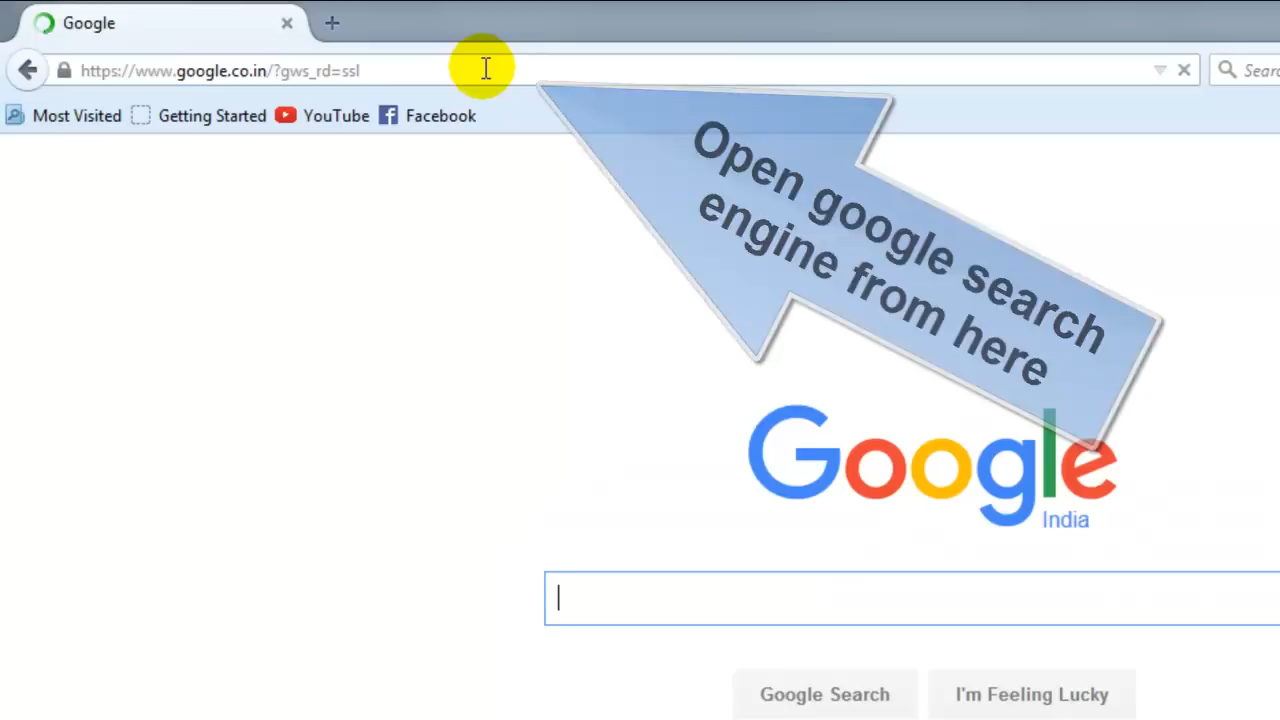 Google
https://www.google.co.in/?gws_rd=ssl
Sear
Most Visited Getting Started YouTube Facebook
Open google search
engine from here
Google
India
Google Search I'm Feeling Lucky